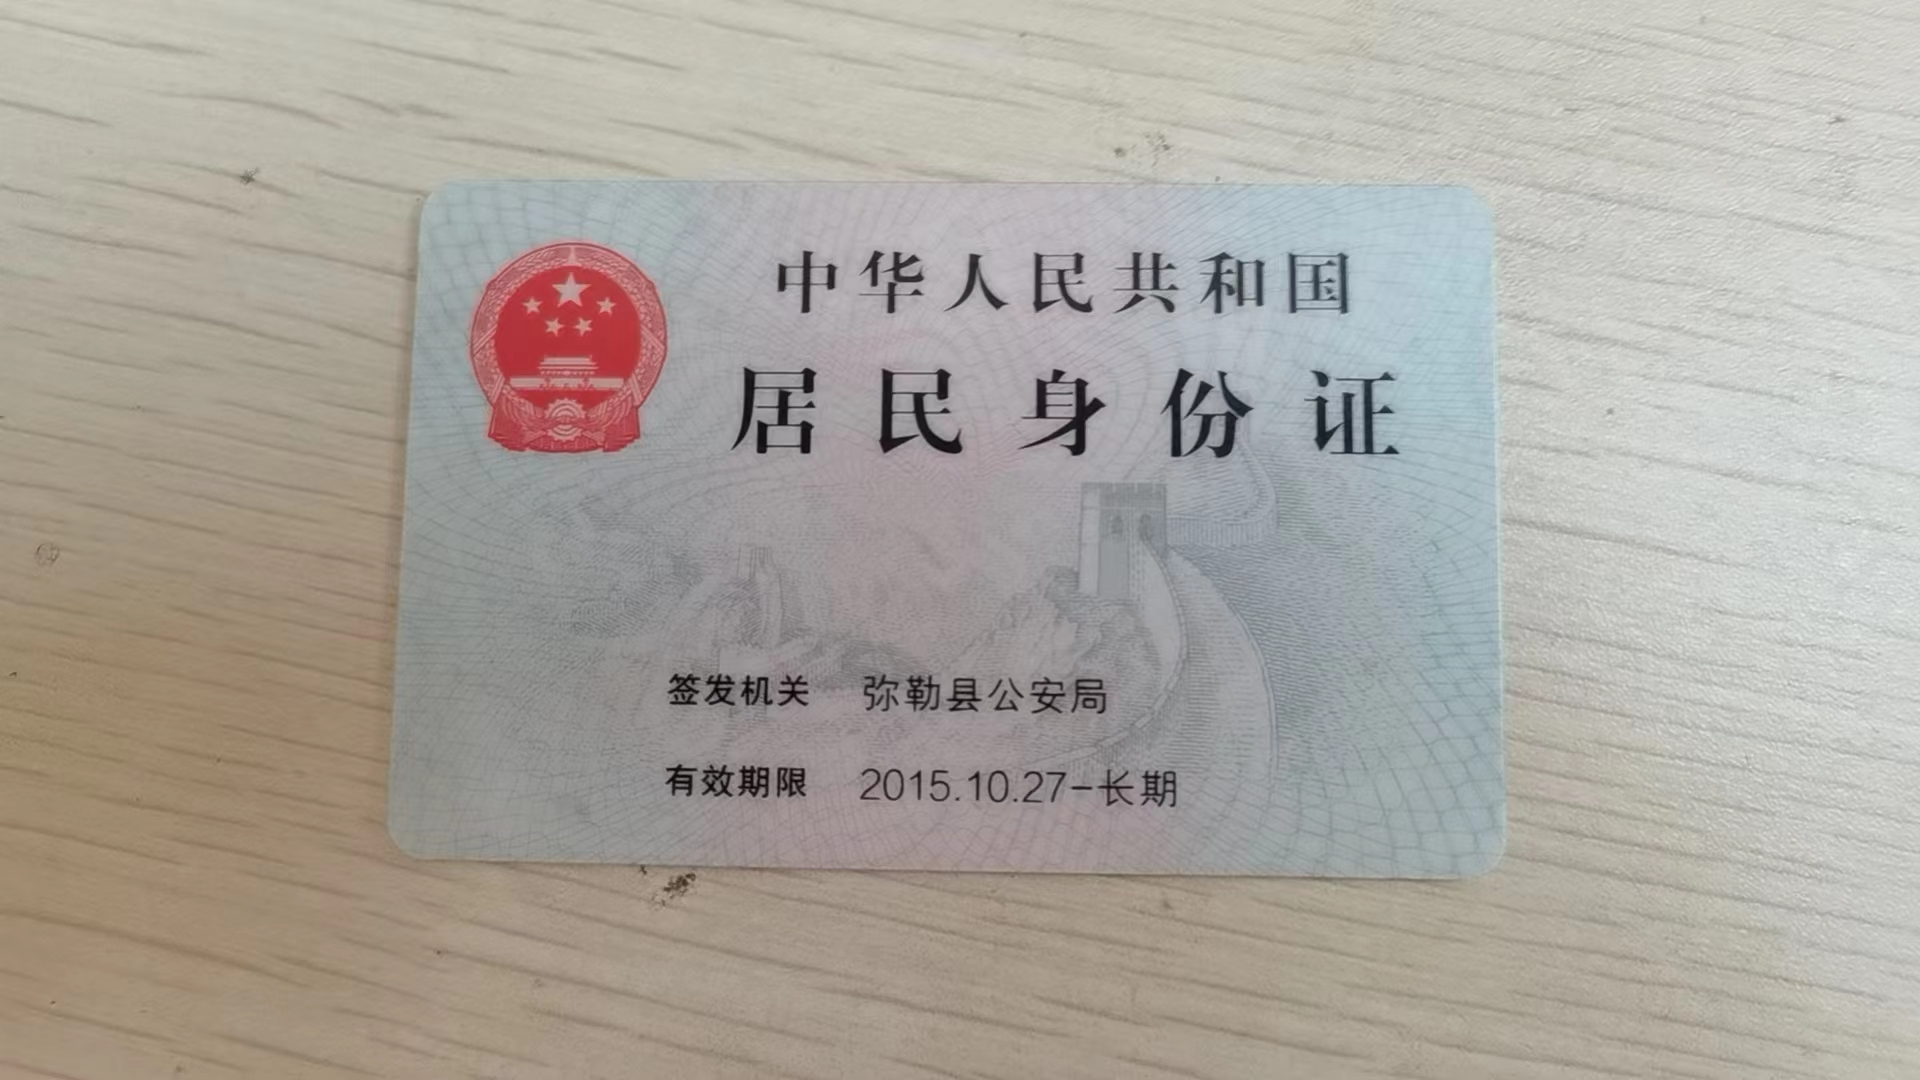 中华人民共和国
居民身份证
签发机关 弥勒县公安局
有效期限 2015.10.27-长期